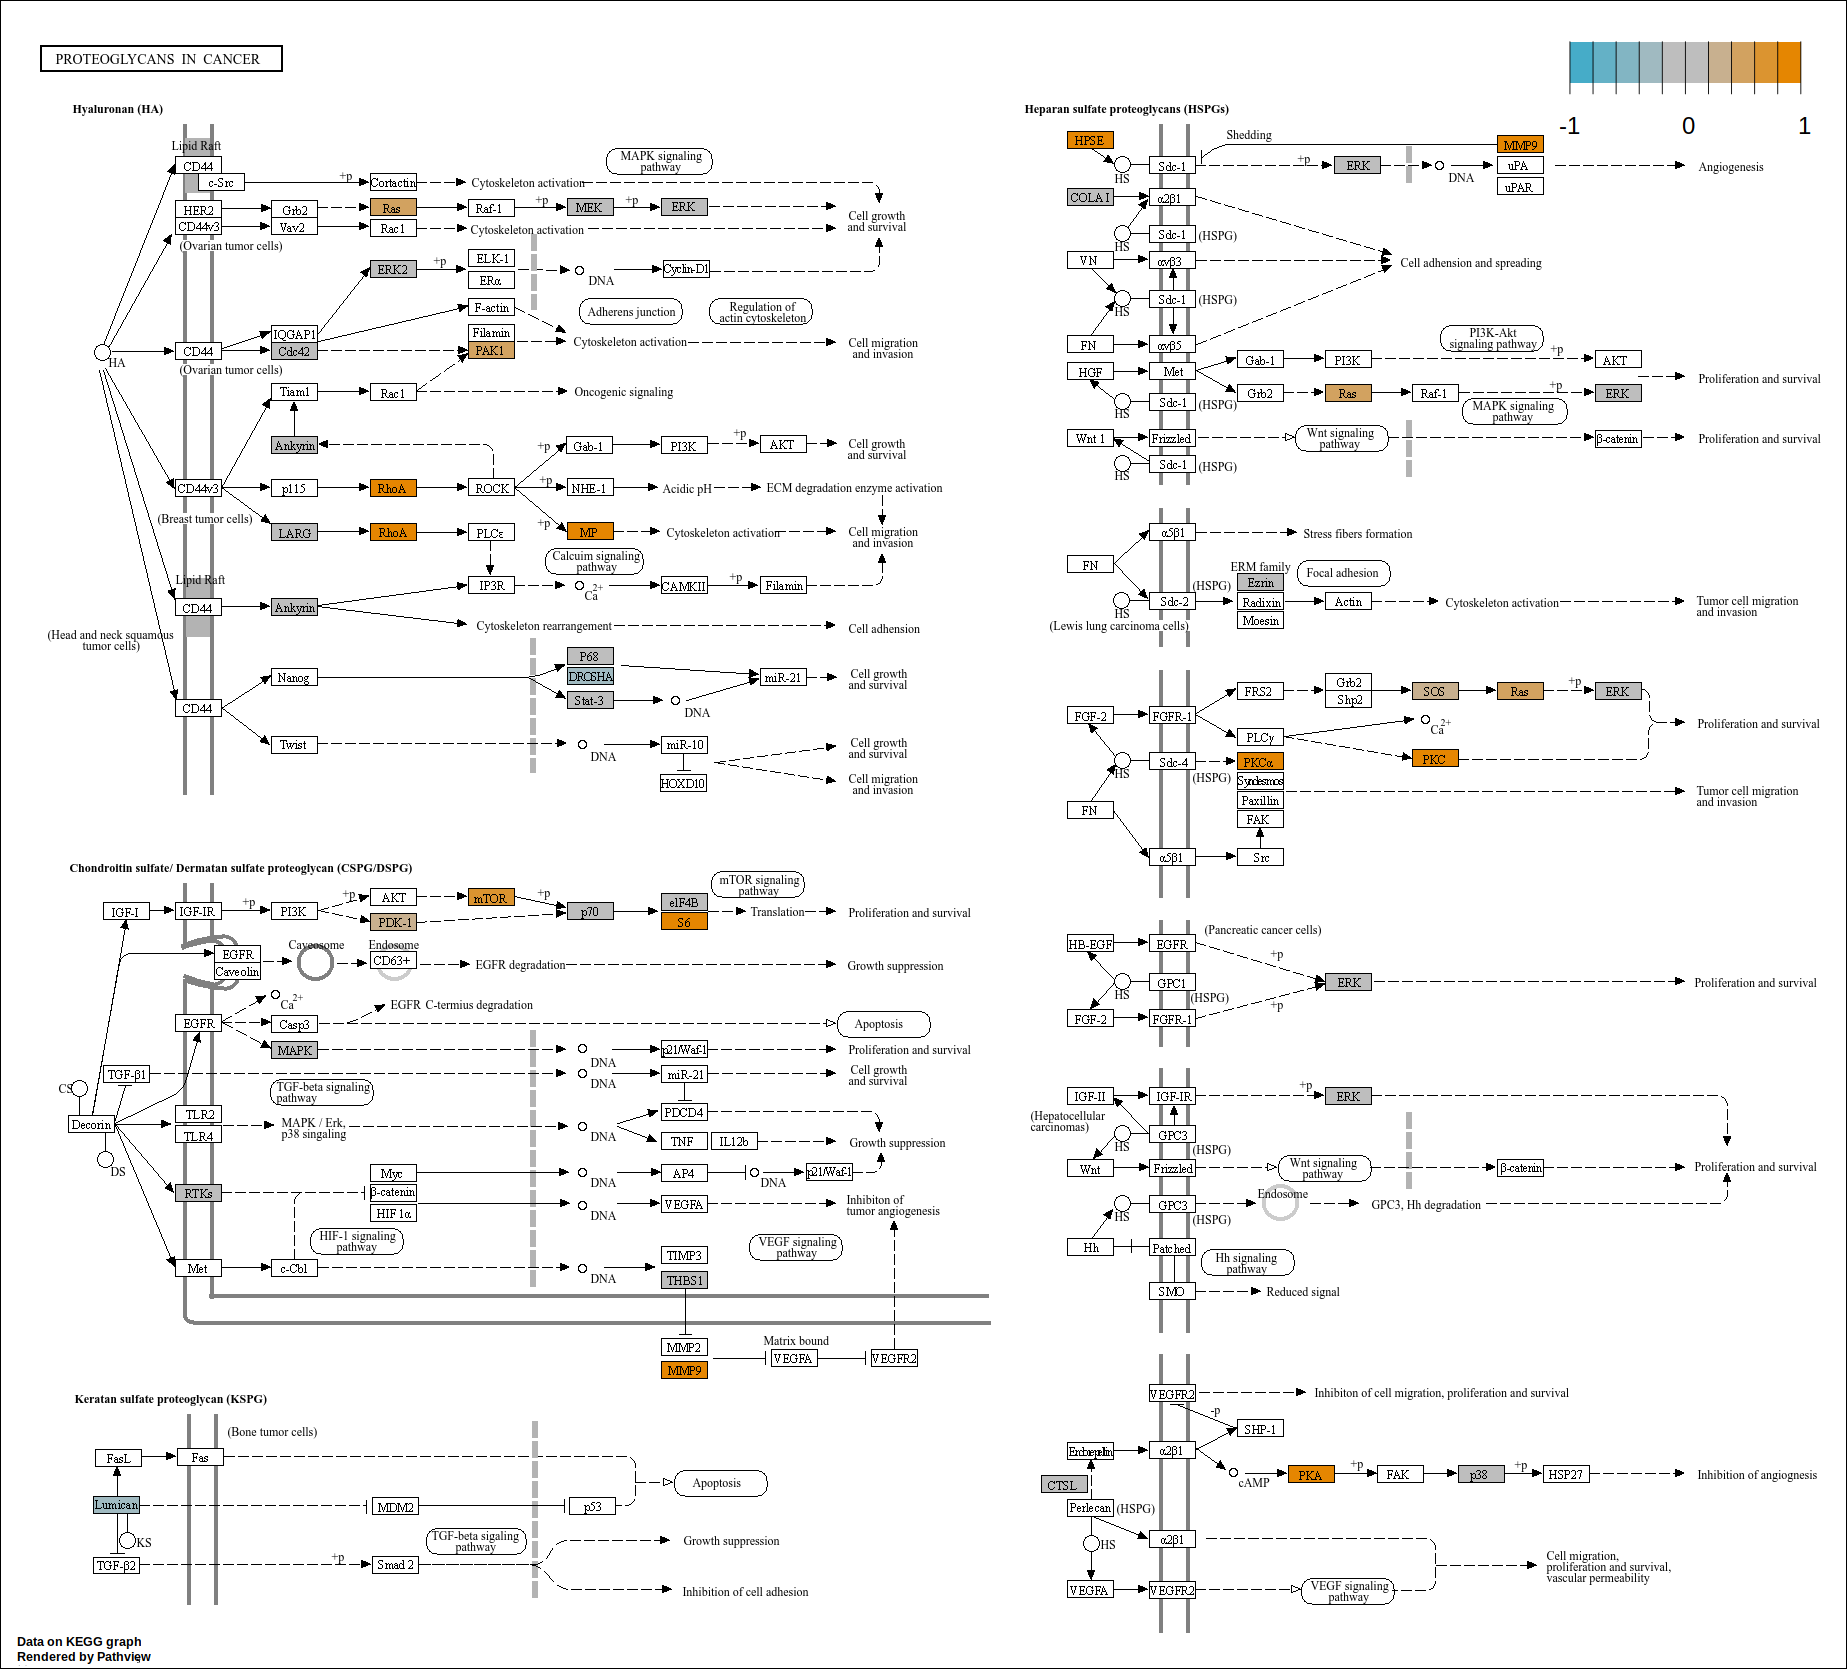 PROTEOGLYCANS IN CANCER
-1 0 1
Hyaluronan (HA)
Lipid Raft
CD44
c-Src
+p
Cortactin
Cytoskeleton activation
MAPK signaling
pathway
HER2
CD44v3
(Ovarian tumor cells)
Grb2
Vav2
Ras
Rac1
Raf-1
+p
MEK
+p
ERK
Cytoskeleton activation
Cell growth
and survival
ERK2
+p
ELK-1
ERα
DNA
Cyclin-D1
F-actin
Filamin
PAK1
Adherens junction
Regulation of
actin cytoskeleton
Cytoskeleton activation
Cell migration
and invasion
HA
CD44
(Ovarian tumor cells)
IQGAP1
Cdc42
Tiam1
Rac1
Oncogenic signaling
Ankyrin
+p
Gab-1
PI3K
+p
AKT
Cell growth
and survival
CD44v3
(Breast tumor cells)
p115
RhoA
ROCK
+p
NHE-1
Acidic pH
ECM degradation enzyme activation
LARG
RhoA
PLCε
+p
MP
Cytoskeleton activation
Cell migration
and invasion
Calcuim signaling
pathway
Lipid Raft
CD44
Ankyrin
IP3R
Ca2+
CAMKII
+p
Filamin
(Head and neck squamous
tumor cells)
Cytoskeleton rearrangement
Cell adhesion
CD44
Nanog
P68
DROSHA
Stat-3
DNA
miR-21
Cell growth
and survival
Twist
DNA
miR-10
HOXD10
Cell growth
and survival
Cell migration
and invasion
Chondroitin sulfate/ Dermatan sulfate proteoglycan (CSPG/DSPG)
IGF-I
IGF-IR
+p
PI3K
+p
AKT
PDK-1
mTOR
+p
p70
eIF4B
S6
mTOR signaling
pathway
Translation
Proliferation and survival
EGFR
Caveolin
Caveosome
Endosome
CD63+
EGFR degradation
Growth suppression
Ca2+
EGFR C-termius degradation
EGFR
Casp3
Apoptosis
MAPK
DNA
p21/Waf-1
Proliferation and survival
TGF-β1
DNA
miR-21
Cell growth
and survival
CS
Decorin
DS
TGF-beta signaling
pathway
TLR2
TLR4
MAPK / Erk,
p38 singaling
DNA
PDCD4
TNF
IL12b
Growth suppression
RTKs
Myc
β-catenin
HIF 1α
DNA
AP4
DNA
p21/Waf-1
DNA
VEGFA
Inhibiton of
tumor angiogenesis
HIF-1 signaling
pathway
VEGF signaling
pathway
Met
c-Cbl
DNA
TIMP3
THBS1
MMP2
MMP9
Matrix bound
VEGFA
VEGFR2
Keratan sulfate proteoglycan (KSPG)
(Bone tumor cells)
FasL
Fas
Apoptosis
Lumican
MDM2
p53
KS
TGF-β2
+p
Smad 2
TGF-beta sigaling
pathway
Growth suppression
Inhibition of cell adhesion
Heparan sulfate proteoglycans (HSPGs)
HPSE
HS
Sdc-1
Shedding
+p
ERK
DNA
MMP9
uPA
uPAR
Angiogenesis
COLA1
α2β1
HS
Sdc-1
(HSPG)
VN
αvβ3
Cell adhesion and spreading
HS
Sdc-1
(HSPG)
FN
αvβ5
HGF
Met
HS
Sdc-1
(HSPG)
Gab-1
PI3K
PI3K-Akt
signaling pathway
+p
AKT
Grb2
Ras
Raf-1
+p
ERK
MAPK signaling
pathway
Proliferation and survival
Wnt 1
Frizzled
Wnt signaling
pathway
β-catenin
Proliferation and survival
HS
Sdc-1
(HSPG)
FN
α5β1
Stress fibers formation
HS
Sdc-2
(HSPG)
(Lewis lung carcinoma cells)
ERM family
Ezrin
Radixin
Moesin
Focal adhesion
Actin
Cytoskeleton activation
Tumor cell migration
and invasion
FGF-2
FGFR-1
FRS2
Grb2
Shp2
SOS
Ras
+p
ERK
Ca2+
PLCγ
PKC
Proliferation and survival
HS
Sdc-4
(HSPG)
PKCα
Syndesmos
Paxillin
FAK
Tumor cell migration
and invasion
FN
α5β1
Src
(Pancreatic cancer cells)
HB-EGF
EGFR
+p
HS
GPC1
(HSPG)
ERK
Proliferation and survival
FGF-2
FGFR-1
+p
IGF-II
IGF-IR
+p
ERK
(Hepatocellular
carcinomas)
HS
GPC3
(HSPG)
Wnt
Frizzled
Wnt signaling
pathway
β-catenin
Proliferation and survival
HS
GPC3
(HSPG)
Endosome
GPC3, Hh degradation
Hh
Patched
Hh signaling
pathway
SMO
Reduced signal
VEGFR2
Inhibiton of cell migration, proliferation and survival
-p
SHP-1
Endorepellin
α2β1
cAMP
PKA
+p
FAK
p38
+p
HSP27
Inhibition of angiognesis
CTSL
Perlecan
(HSPG)
HS
α2β1
Cell migration,
proliferation and survival,
vascular permeability
VEGFA
VEGFR2
VEGF signaling
pathway
Data on KEGG graph
Rendered by Pathview